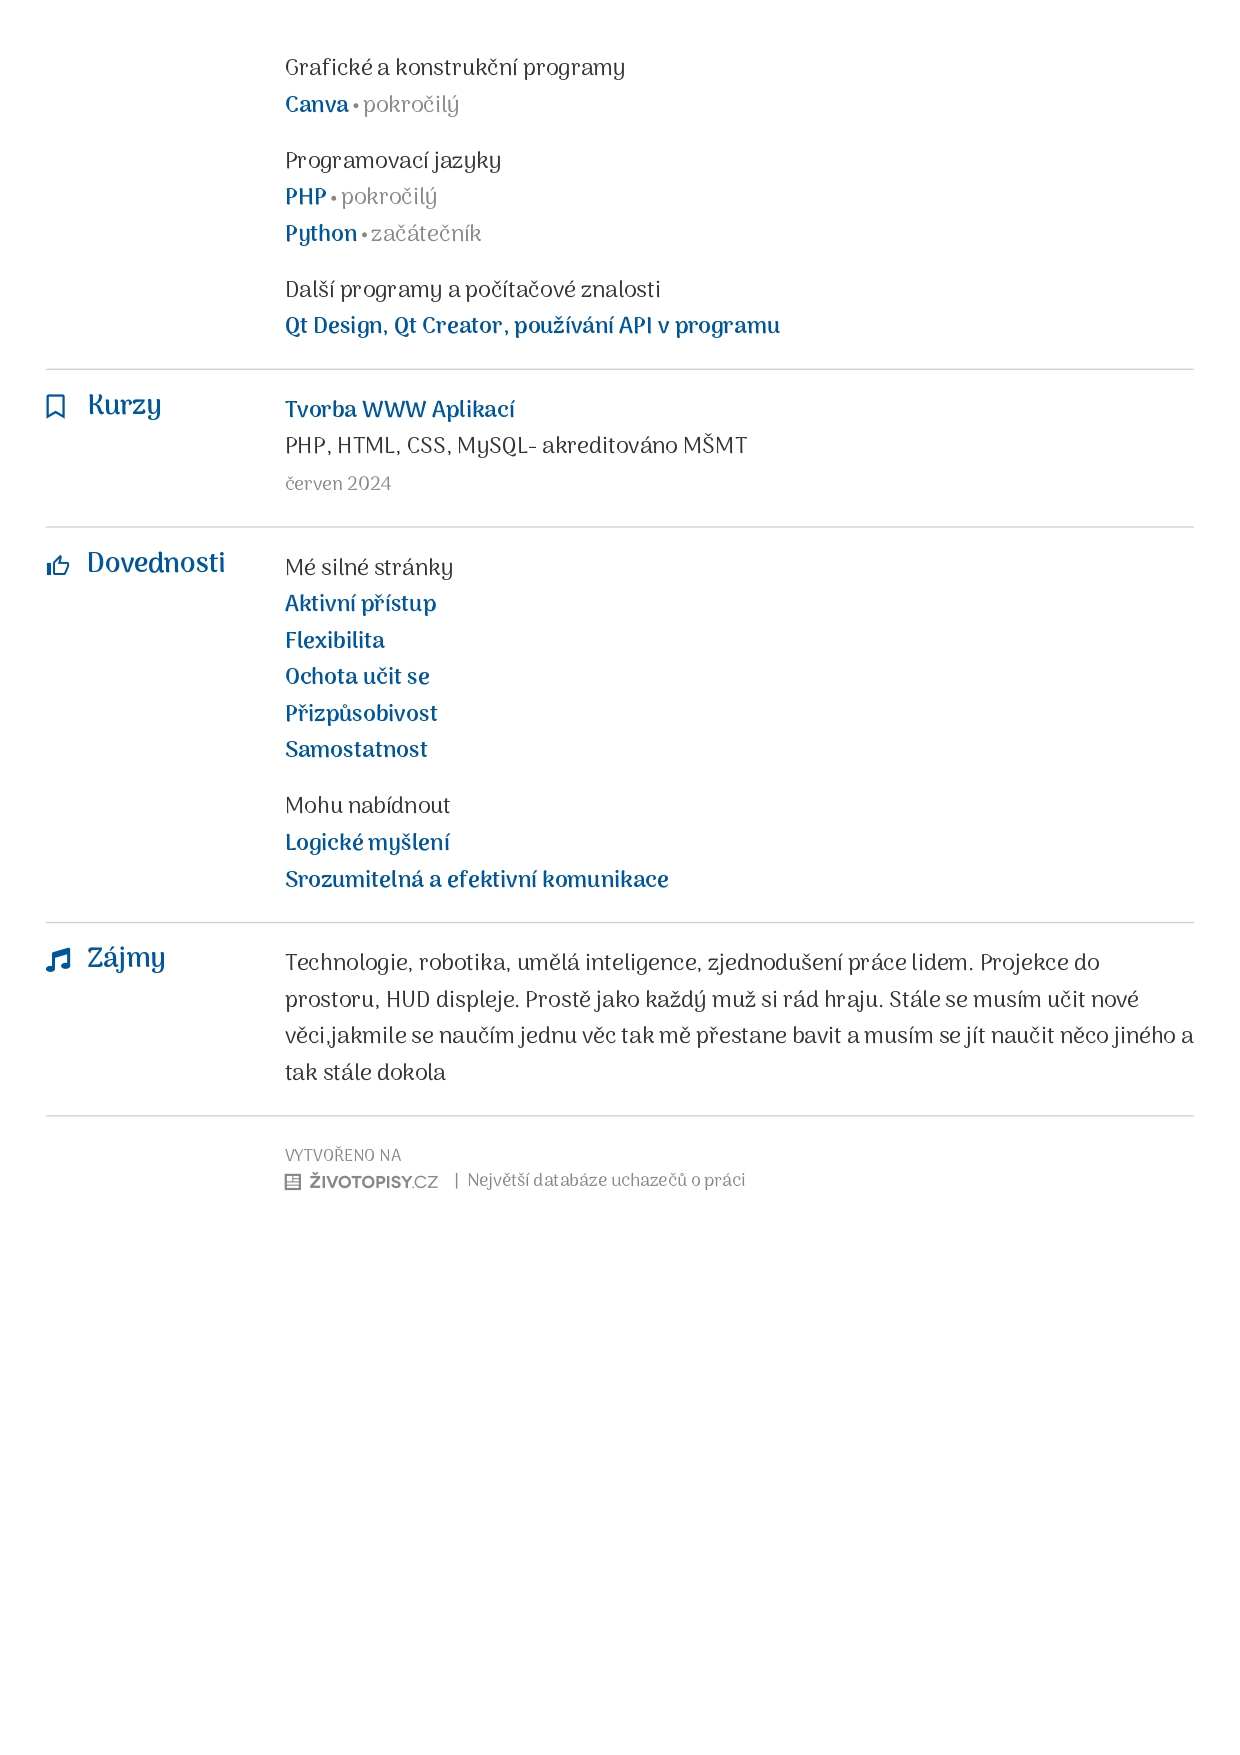 Grafické a konstrukční programy
Canva • pokročilý
Programovací jazyky
PHP • pokročilý
Python • začátečník
Další programy a počítačové znalosti
Qt Design, Qt Creator, používání API v programu
Kurzy
Tvorba WWW Aplikací
PHP, HTML, CSS, MySQL- akreditováno MŠMT
červen 2024
Dovednosti
Mé silné stránky
Aktivní přístup
Flexibilita
Ochota učit se
Přizpůsobivost
Samostatnost
Mohu nabídnout
Logické myšlení
Srozumitelná a efektivní komunikace
Zájmy
Technologie, robotika, umělá inteligence, zjednodušení práce lidem. Projekce do
prostoru, HUD displeje. Prostě jako každý muž si rád hraju. Stále se musím učit nové
věci,jakmile se naučím jednu věc tak mě přestane bavit a musím se jít naučit něco jiného a
tak stále dokola
VYTVOŘENO NA
ŽIVOTOPISY.CZ | Největší databáze uchazečů o práci